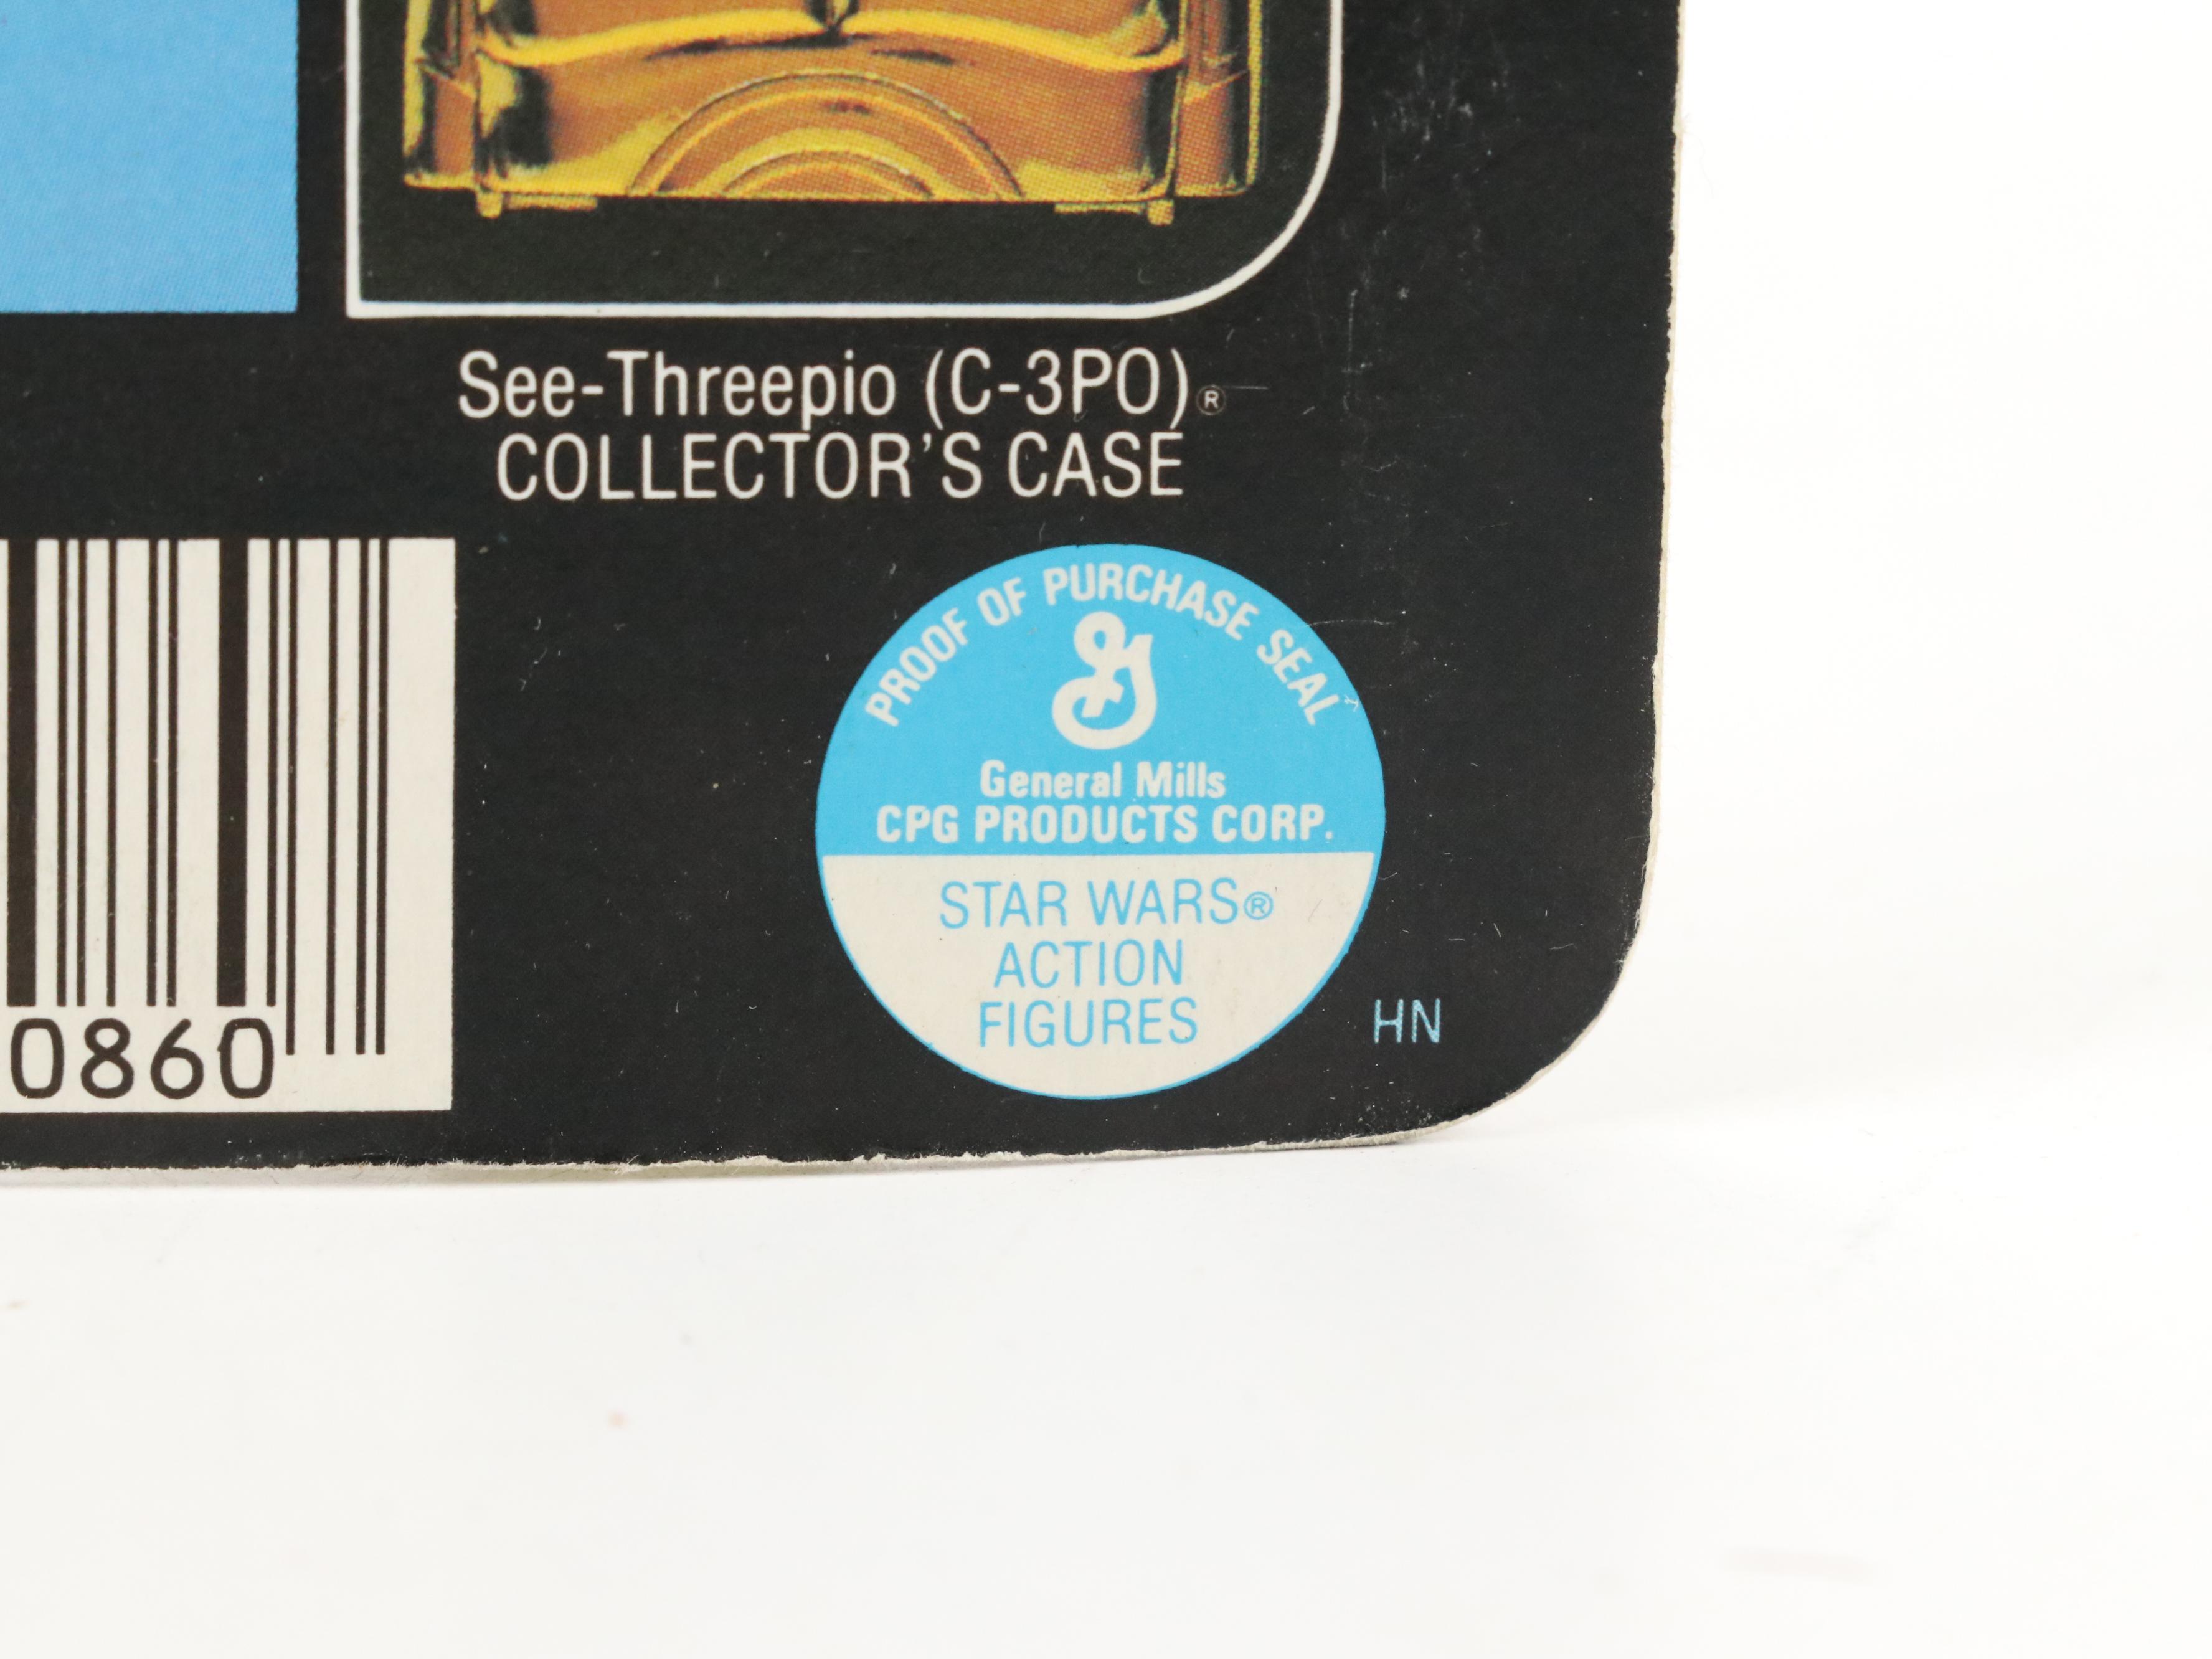 See-Threepio (C-3PO)®
COLLECTOR'S CASE
PROOF OF PURCHASE SEAL
General Mills
CPG PRODUCTS CORP.
STAR WARS®
ACTION
FIGURES
HN
0860